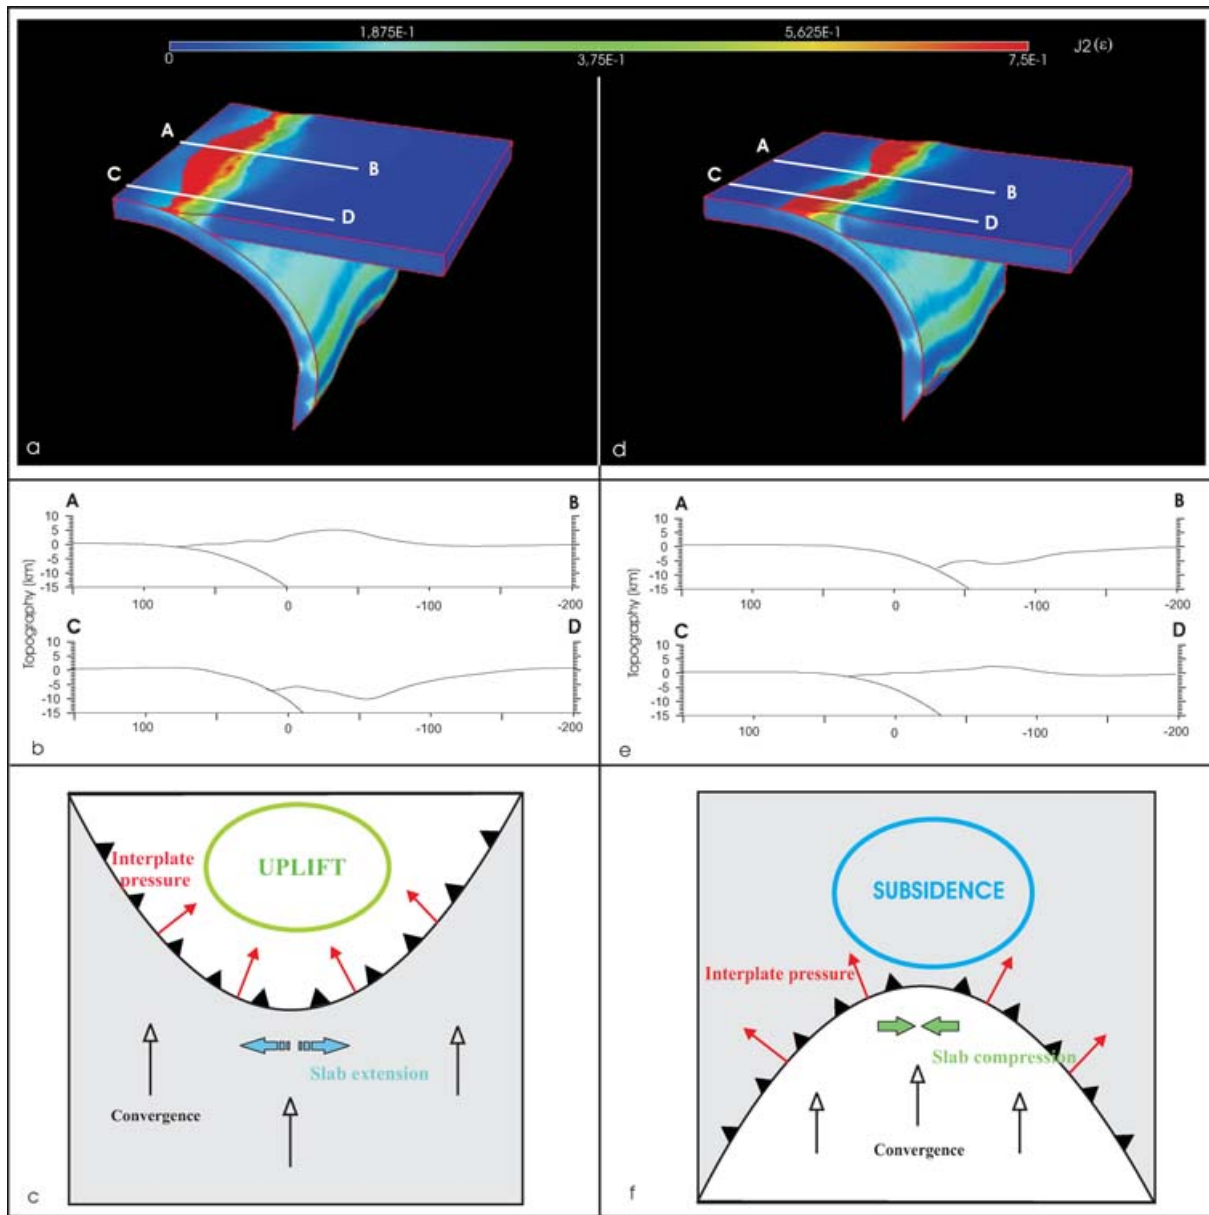 1,875E-1 5,625E-1
J2(ε)
0 3,75E-1 7,5E-1
A
B
C
D
a
A
B
C
D
d
A B
10
5
0
-5
-10
-15
100 0 -100 -200
Topography (km)
C D
10
5
0
-5
-10
-15
100 0 -100 -200
b
A B
10
5
0
-5
-10
-15
100 0 -100 -200
Topography (km)
C D
10
5
0
-5
-10
-15
100 0 -100 -200
e
Interplate
pressure
UPLIFT
Slab extension
Convergence
c
SUBSIDENCE
Interplate pressure
Slab compression
Convergence
f